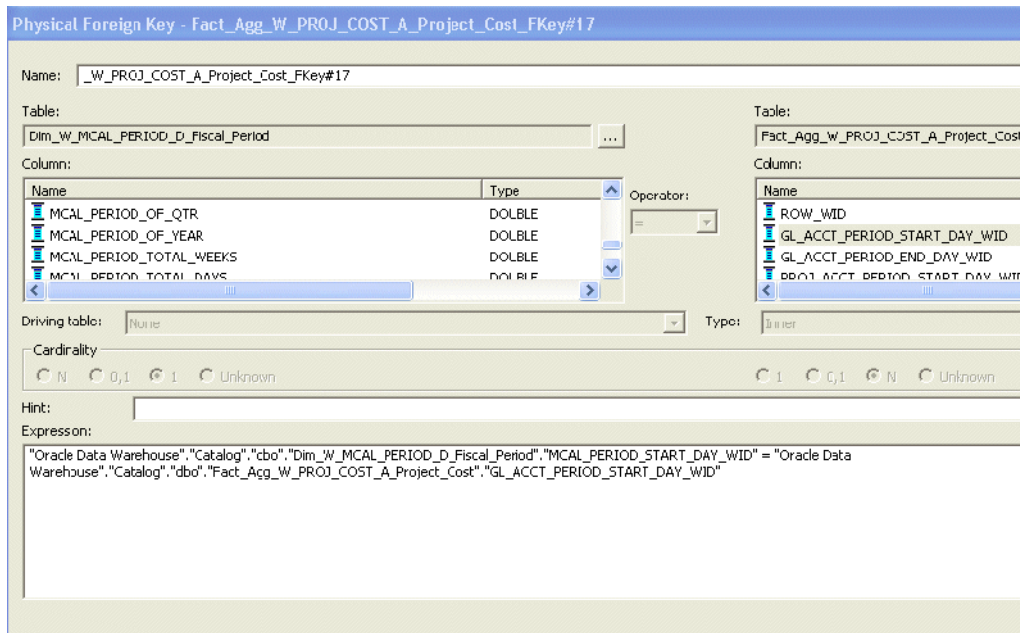 Physical Foreign Key - Fact_Agg_W_PROJ_COST_A_Project_Cost_FKey#17
Name: _W_PROJ_COST_A_Project_Cost_FKey#17
Table: Table:
Dim_W_MCAL_PERIOD_D_Fiscal_Period ... Fact_Agg_W_PROJ_COST_A_Project_Cost
Column: Column:
Name Type Operator: Name
MCAL_PERIOD_OF_QTR DOUBLE = ROW_WID
MCAL_PERIOD_OF_YEAR DOUBLE GL_ACCT_PERIOD_START_DAY_WID
MCAL_PERIOD_TOTAL_WEEKS DOUBLE GL_ACCT_PERIOD_END_DAY_WID
MCAL_PERIOD_TOTAL_DAYS DOUBLE PROJ_ACCT_PERIOD_START_DAY_WID
Driving table: None Type: Inner
Cardinality
N 0,1 1 Unknown 1 0,1 N Unknown
Hint:
Expression:
"Oracle Data Warehouse"."Catalog"."dbo"."Dim_W_MCAL_PERIOD_D_Fiscal_Period"."MCAL_PERIOD_START_DAY_WID" = "Oracle Data
Warehouse"."Catalog"."dbo"."Fact_Agg_W_PROJ_COST_A_Project_Cost"."GL_ACCT_PERIOD_START_DAY_WID"